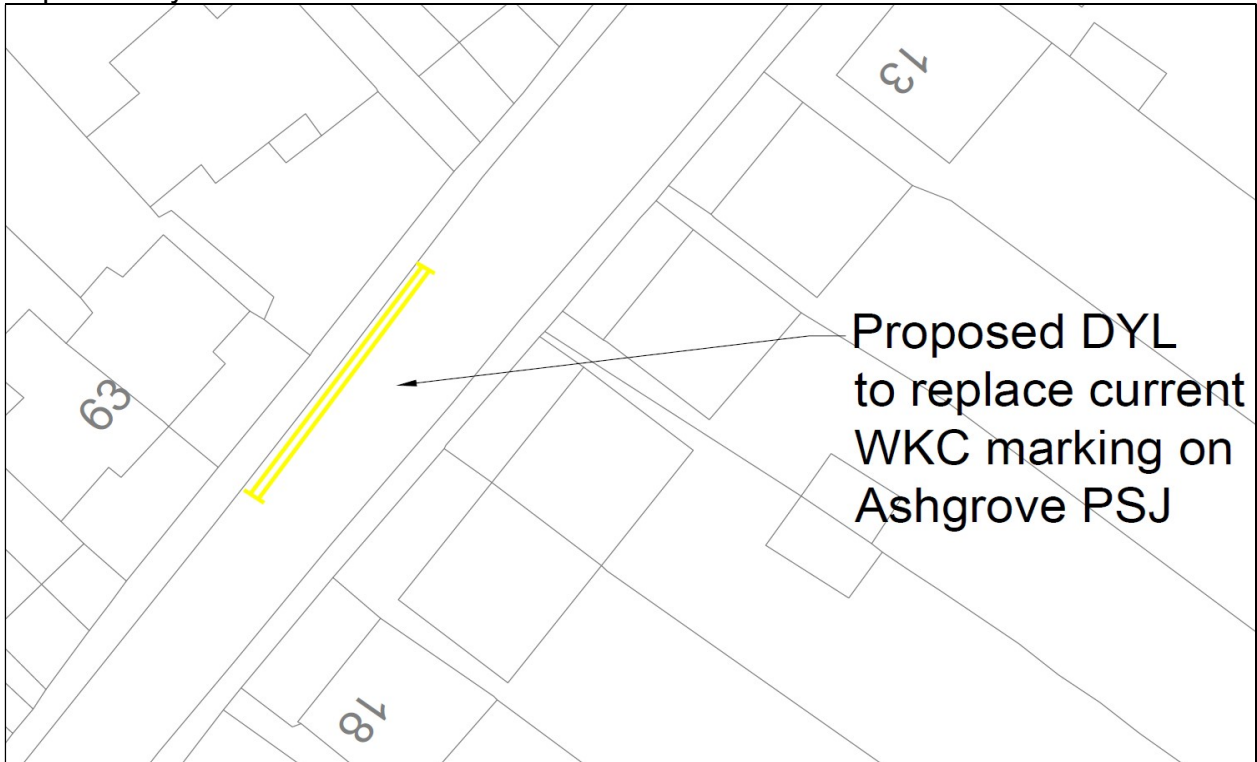 13
Proposed DYL
to replace current
WKC marking on
Ashgrove PSJ
63
18